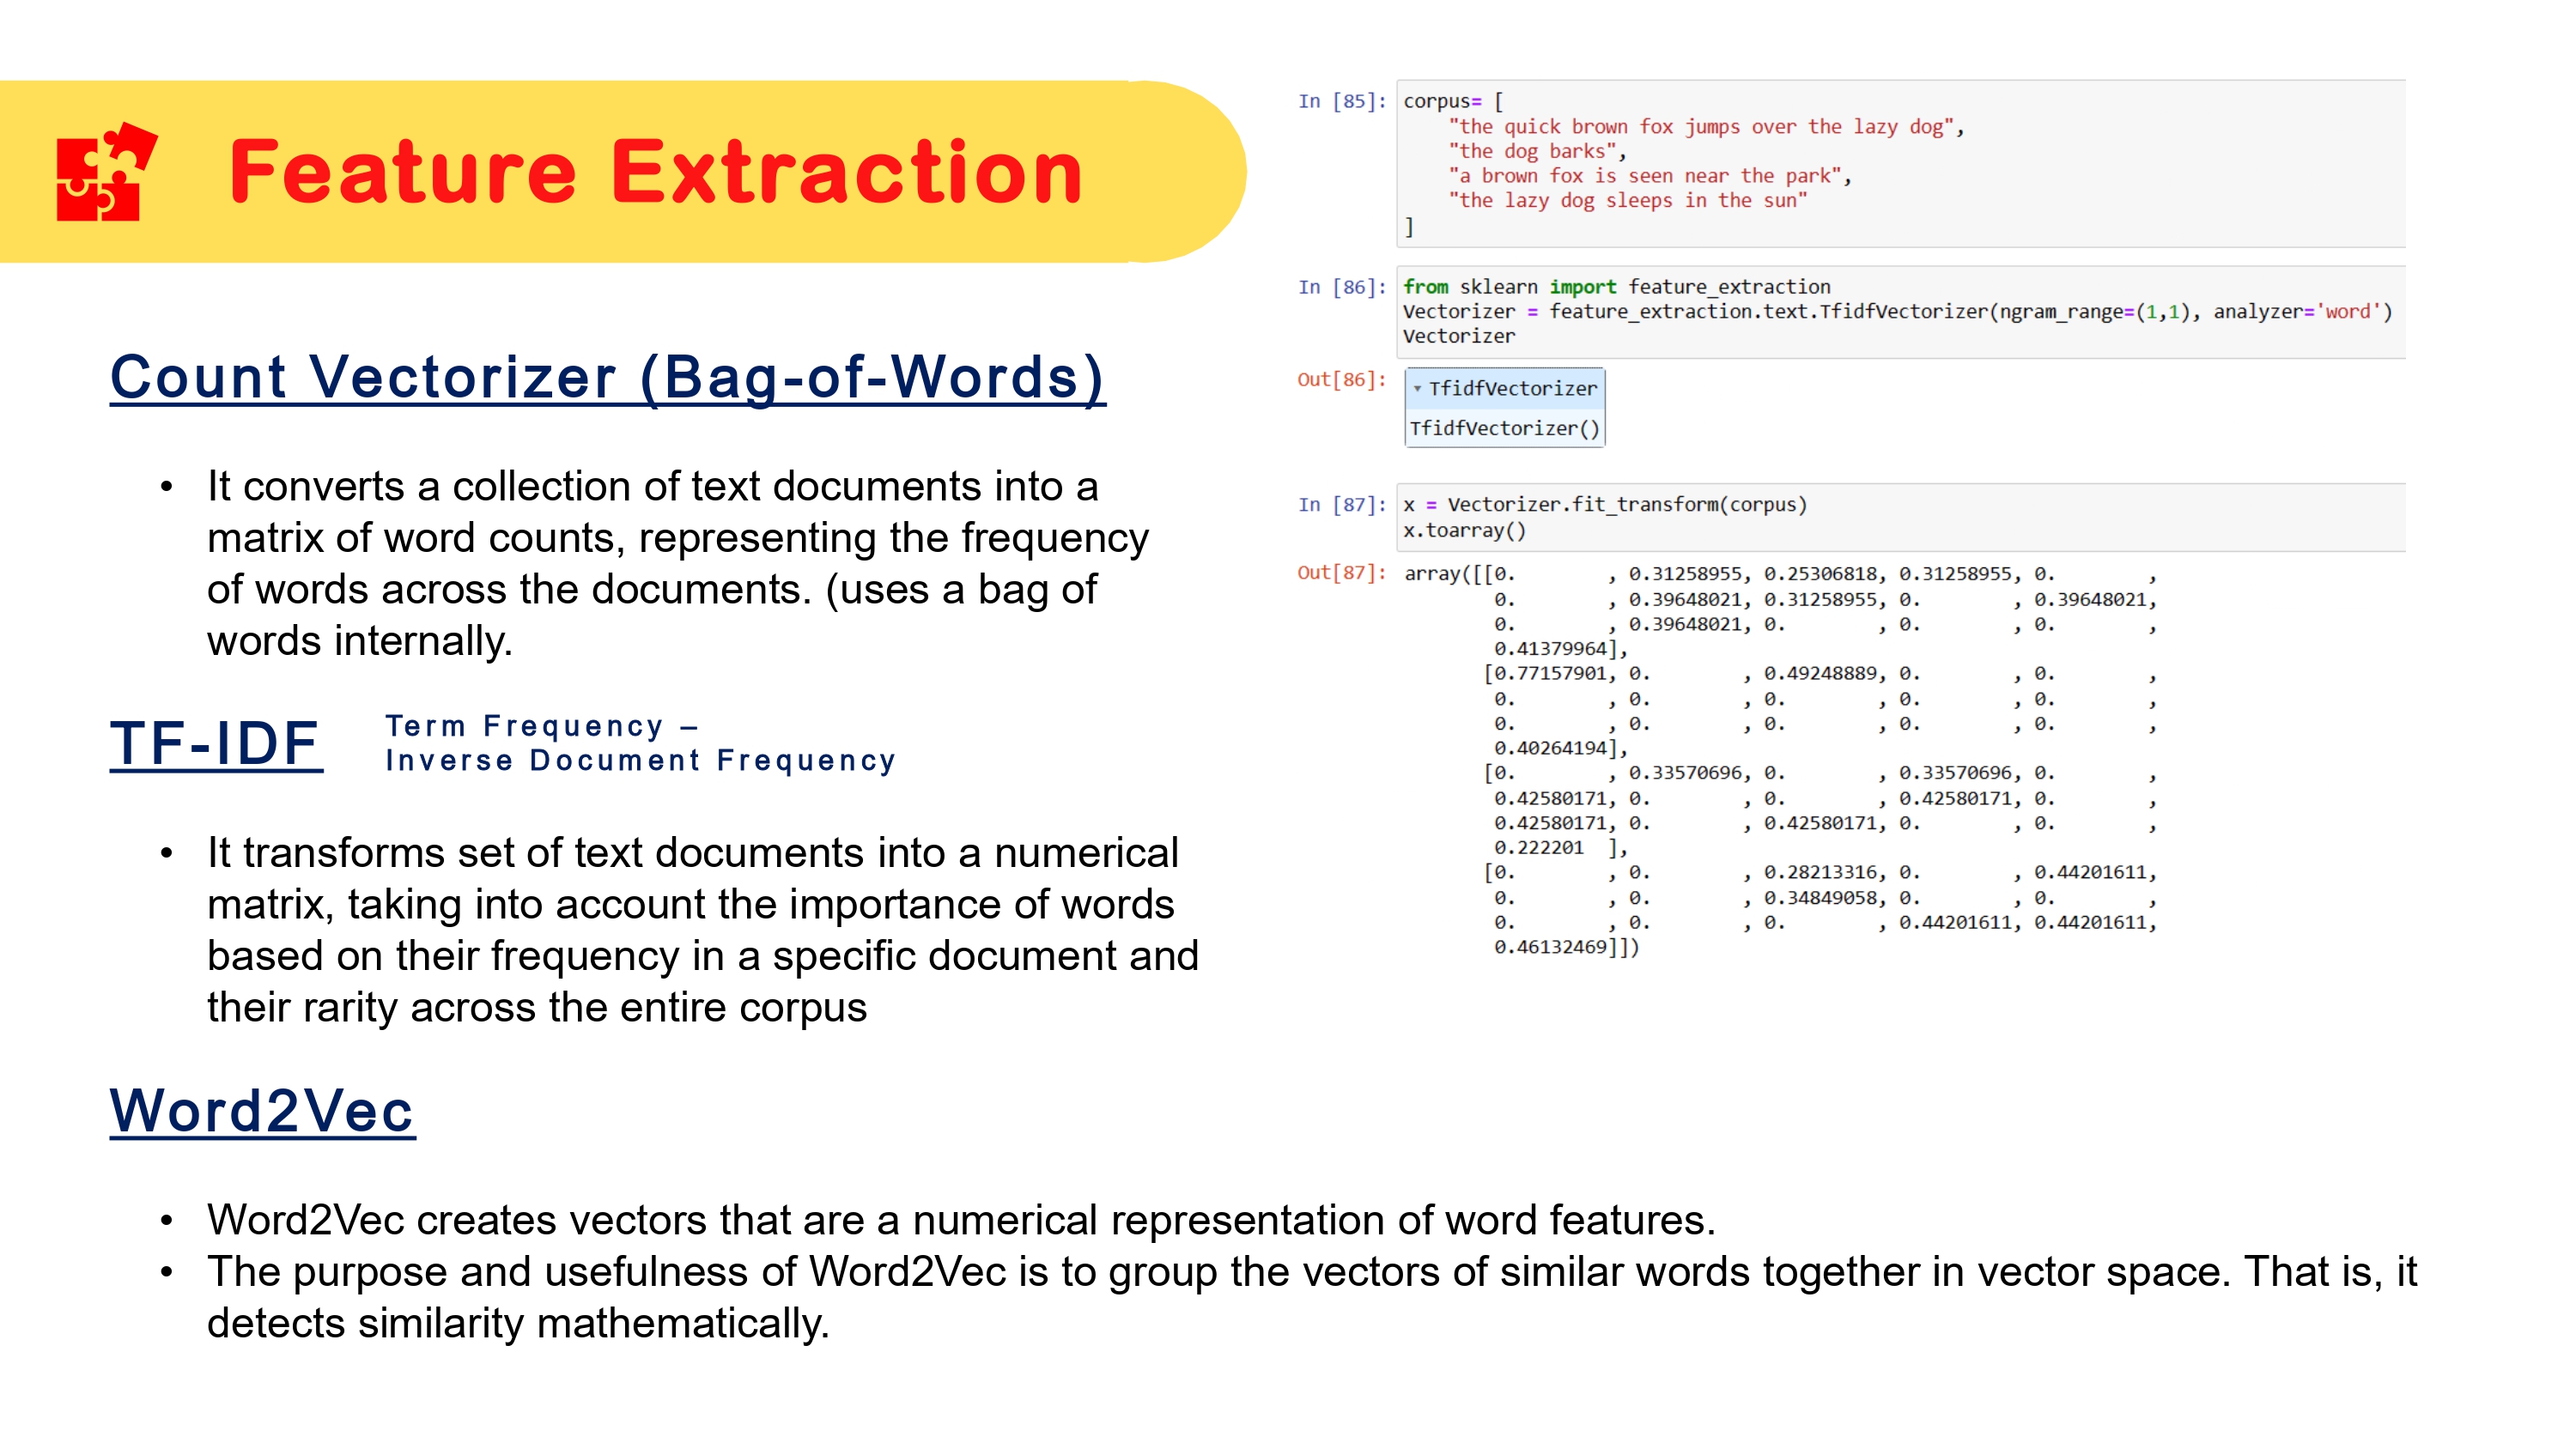 Feature Extraction
Count Vectorizer (Bag-of-Words)
• It converts a collection of text documents into a
matrix of word counts, representing the frequency
of words across the documents. (uses a bag of
words internally.
TF-IDF
Term Frequency –
Inverse Document Frequency
• It transforms set of text documents into a numerical
matrix, taking into account the importance of words
based on their frequency in a specific document and
their rarity across the entire corpus
Word2Vec
• Word2Vec creates vectors that are a numerical representation of word features.
• The purpose and usefulness of Word2Vec is to group the vectors of similar words together in vector space. That is, it
detects similarity mathematically.
In [85]: corpus= [
"the quick brown fox jumps over the lazy dog",
"the dog barks",
"a brown fox is seen near the park",
"the lazy dog sleeps in the sun"
]
In [86]: from sklearn import feature_extraction
Vectorizer = feature_extraction.text.TfidfVectorizer(ngram_range=(1,1), analyzer='word')
Vectorizer
Out[86]: ▾ TfidfVectorizer
TfidfVectorizer()
In [87]: x = Vectorizer.fit_transform(corpus)
x.toarray()
Out[87]: array([[0.        , 0.31258955, 0.25306818, 0.31258955, 0.        ,
0.        , 0.39648021, 0.31258955, 0.        , 0.39648021,
0.        , 0.39648021, 0.        , 0.        , 0.        ,
0.41379964],
[0.77157901, 0.        , 0.49248889, 0.        , 0.        ,
0.        , 0.        , 0.        , 0.        , 0.        ,
0.        , 0.        , 0.        , 0.        , 0.        ,
0.40264194],
[0.        , 0.33570696, 0.        , 0.33570696, 0.        ,
0.42580171, 0.        , 0.        , 0.42580171, 0.        ,
0.42580171, 0.        , 0.42580171, 0.        , 0.        ,
0.222201  ],
[0.        , 0.        , 0.28213316, 0.        , 0.44201611,
0.        , 0.        , 0.34849058, 0.        , 0.        ,
0.        , 0.        , 0.        , 0.44201611, 0.44201611,
0.46132469]])